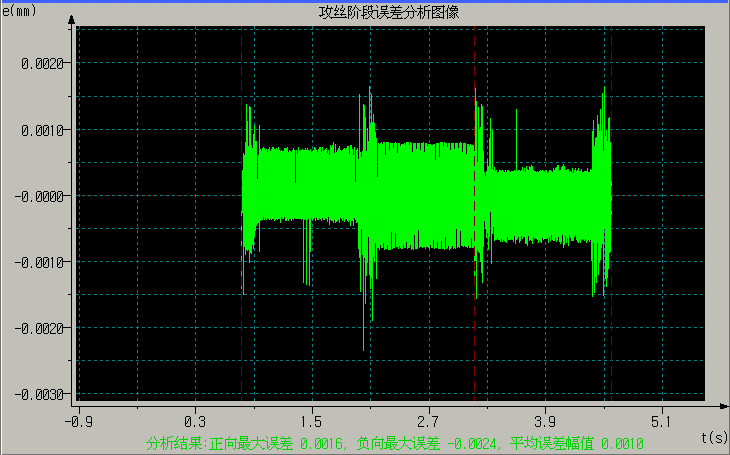 攻丝阶段误差分析图像
e(mm)
0.0020
0.0010
-0.0000
-0.0010
-0.0020
-0.0030
-0.9 0.3 1.5 2.7 3.9 5.1
t(s)
分析结果:正向最大误差 0.0016, 负向最大误差 -0.0024, 平均误差幅值 0.0010